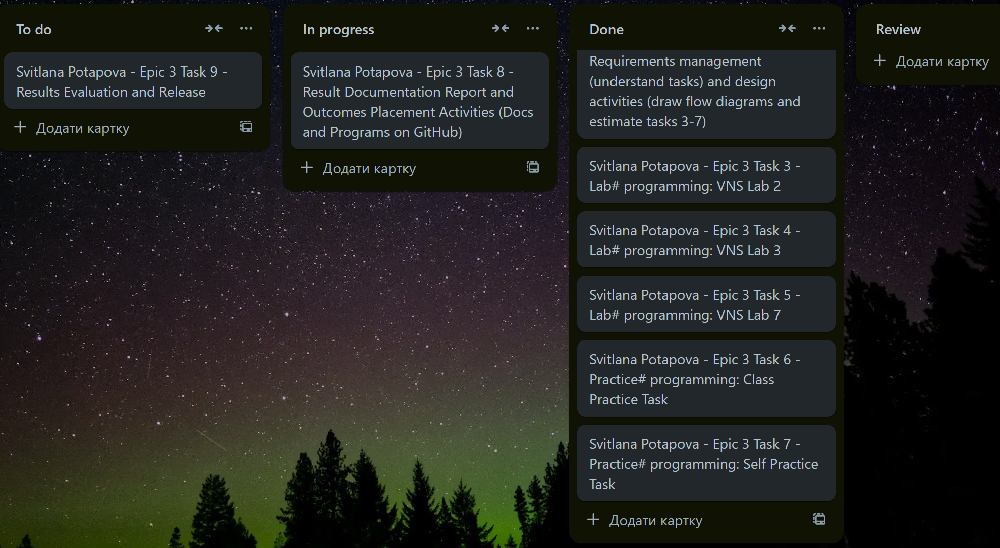 To do
Svitlana Potapova - Epic 3 Task 9 -
Results Evaluation and Release
Додати картку
In progress
Svitlana Potapova - Epic 3 Task 8 -
Result Documentation Report and
Outcomes Placement Activities (Docs
and Programs on GitHub)
Додати картку
Done
Requirements management
(understand tasks) and design
activities (draw flow diagrams and
estimate tasks 3-7)
Svitlana Potapova - Epic 3 Task 3 -
Lab# programming: VNS Lab 2
Svitlana Potapova - Epic 3 Task 4 -
Lab# programming: VNS Lab 3
Svitlana Potapova - Epic 3 Task 5 -
Lab# programming: VNS Lab 7
Svitlana Potapova - Epic 3 Task 6 -
Practice# programming: Class
Practice Task
Svitlana Potapova - Epic 3 Task 7 -
Practice# programming: Self Practice
Task
Додати картку
Review
Додати картку